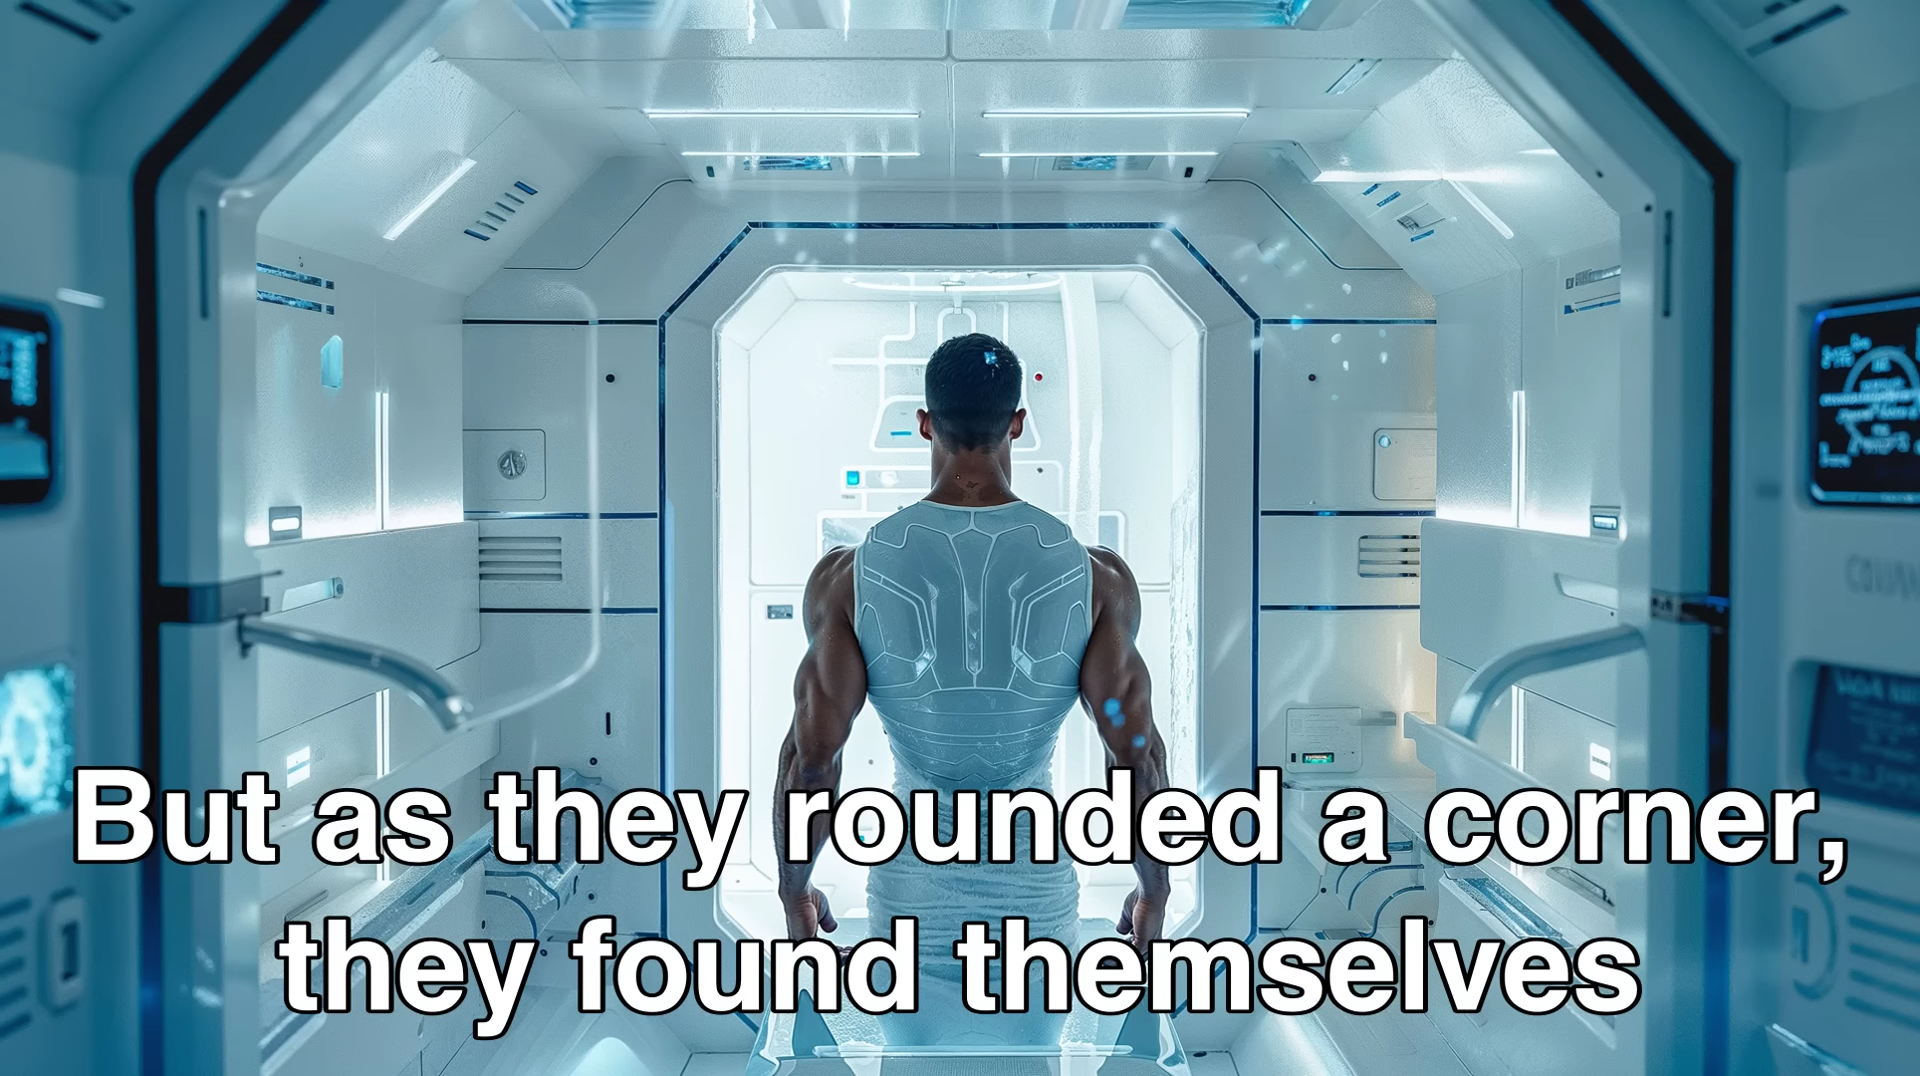 But as they rounded a corner,
they found themselves